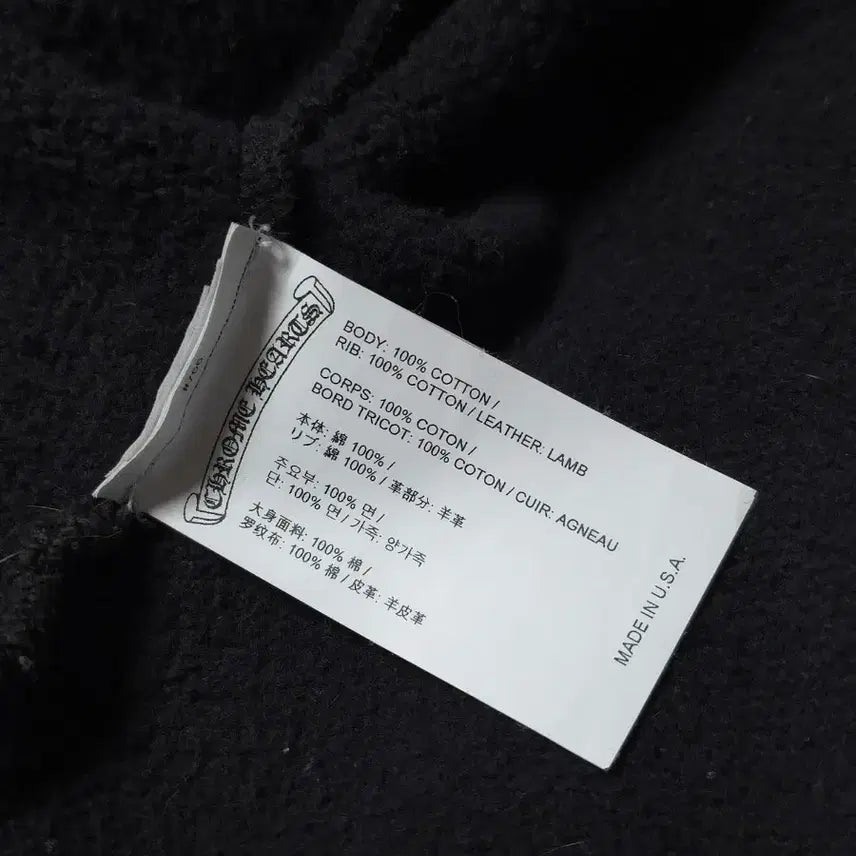 CHROME HEARTS
BODY: 100% COTTON /
RIB: 100% COTTON / LEATHER: LAMB
CORPS: 100% COTON /
BORD TRICOT: 100% COTON / CUIR: AGNEAU
本体: 綿 100% /
リブ: 綿 100% / 革部分: 羊革
주요부: 100% 면 /
단: 100% 면 / 가족: 양가족
大身面料: 100% 棉 /
罗纹布: 100% 棉 / 皮革: 羊皮革
MADE IN U.S.A.